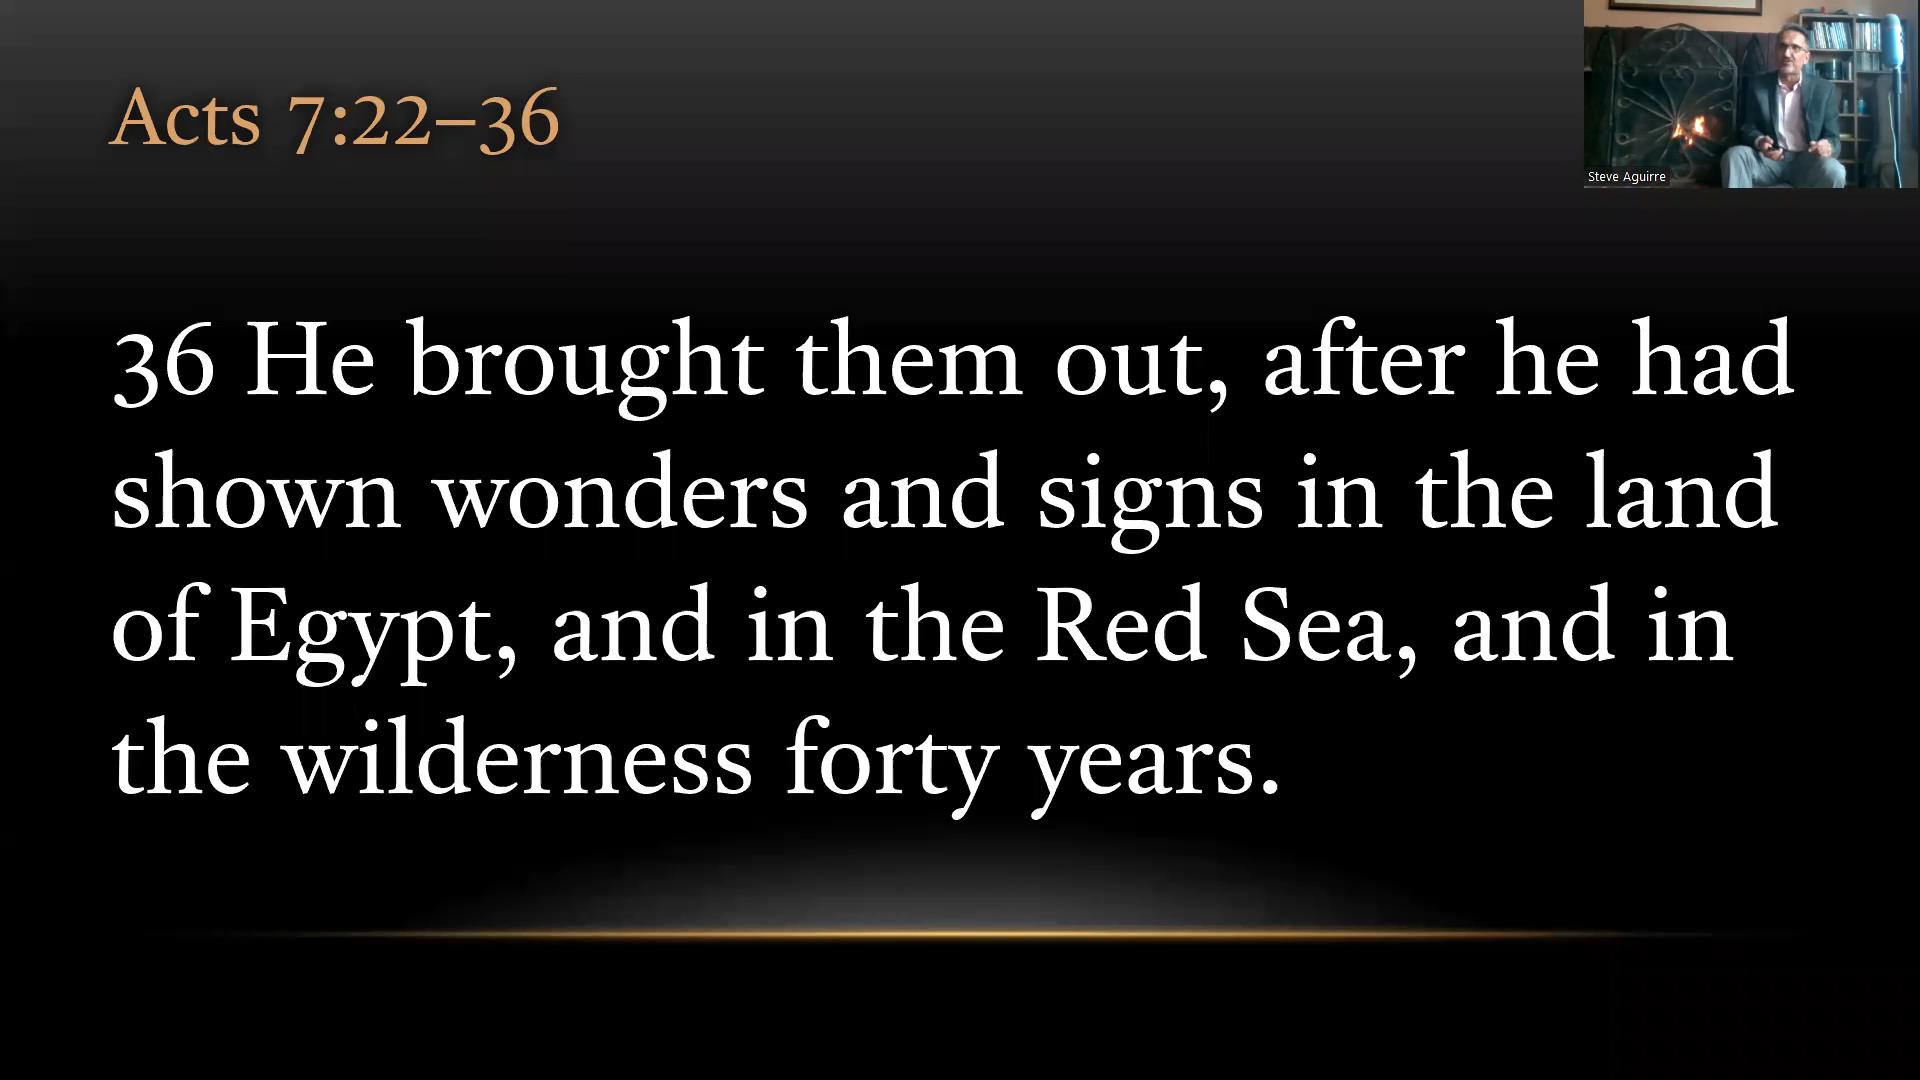 Acts 7:22–36
Steve Aguirre
36 He brought them out, after he had
shown wonders and signs in the land
of Egypt, and in the Red Sea, and in
the wilderness forty years.